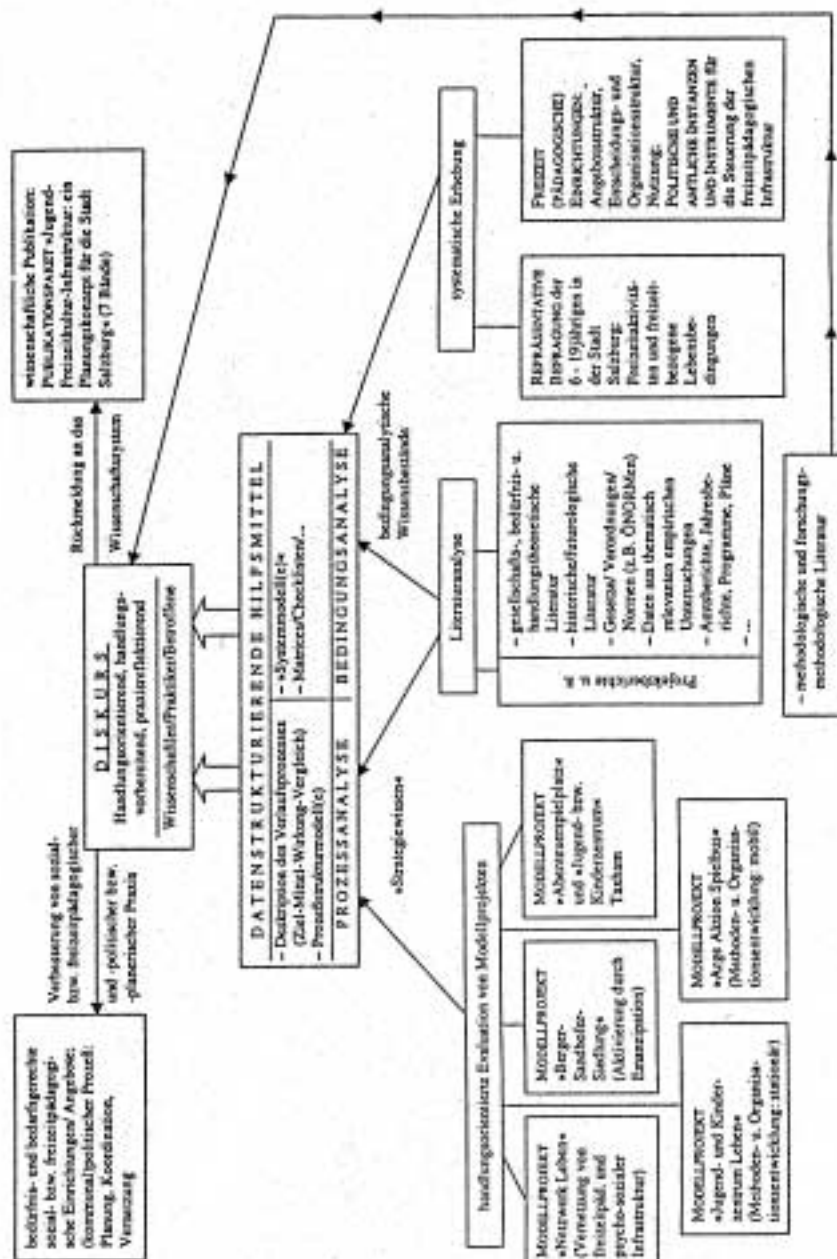 bedürfnis- und bedarfsgerechte
sozial- bzw. freizeitpädagogi-
sche Einrichtungen/Angebote;
(kommunal)politischer Prozeß:
Planung, Koordination,
Vernetzung
Verbesserung von sozial-
bzw. freizeitpädagogischer
und -politischer bzw.
-planerischer Praxis
DISKURS
Handlungsorientierend, handlungs-
vorbereitend, praxisreflektierend
Wissenschaftler/Praktiker/Betroffene
Rückmeldung an das
Wissenschaftssystem
wissenschaftliche Publikation:
PUBLIKATIONSPAKET »Jugend-
Freizeitkultur-Infrastruktur: ein
Planungskonzept für die Stadt
Salzburg« (7 Bände)
DATENSTRUKTURIERENDE HILFSMITTEL
– Deskription des Verlaufsprozesses
(Ziel-Mittel-Wirkung-Vergleich)
– Prozeßstrukturmodell(e)
PROZESSANALYSE
– »Systemmodell(e)«
– Matrices/Checklisten/...
BEDINGUNGSANALYSE
»Strategiewissen«
bedingungsanalytische
Wissensbestände
handlungsorientierte Evaluation von Modellprojekten
MODELLPROJEKT
»Netzwerk Lehen«
(Vernetzung von
freizeitpäd. und
psycho-sozialer
Infrastruktur)
MODELLPROJEKT
»Berger-
Sandhofer-
Siedlung«
(Aktivierung durch
Emanzipation)
MODELLPROJEKT
»Abenteuerspielplatz«
und »Jugend- bzw.
Kinderzentrum«
Taxham
MODELLPROJEKT
»Jugend- und Kinder-
zentrum Lehen«
(Methoden- u. Organisa-
tionsentwicklung: stationär)
MODELLPROJEKT
»Arge Aktion Spielbus«
(Methoden- u. Organisa-
tionsentwicklung: mobil)
Literaturanalyse
Projektberichte u. ä.
– gesellschafts-, bedürfnis- u.
handlungstheoretische
Literatur
– historische/futurologische
Literatur
– Gesetze/Verordnungen/
Normen (z.B. ÖNORMen)
– Daten aus thematisch
relevanten empirischen
Untersuchungen
– Amtsberichte, Jahresbe-
richte, Programme, Pläne
– ...
systematische Erhebung
REPRÄSENTATIVE
BEFRAGUNG der
6 - 19jährigen in
der Stadt
Salzburg:
Freizeitaktivitä-
ten und freizeit-
bezogene
Lebensbe-
dingungen
FREIZEIT
(PÄDAGOGISCHE)
EINRICHTUNGEN:
Angebotsstruktur,
Entscheidungs- und
Organisationsstruktur,
Nutzung;
POLITISCHE UND
AMTLICHE INSTANZEN
UND INSTRUMENTE für
die Steuerung der
freizeitpädagogischen
Infrastruktur
– methodologische und forschungs-
methodologische Literatur